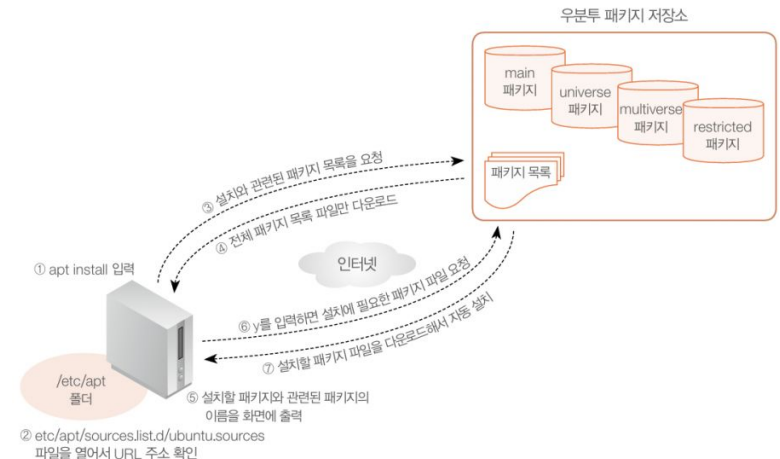 우분투 패키지 저장소
main
패키지
universe
패키지
multiverse
패키지
restricted
패키지
패키지 목록
③ 설치와 관련된 패키지 목록을 요청
④ 전체 패키지 목록 파일만 다운로드
인터넷
① apt install 입력
⑥ y를 입력하면 설치에 필요한 패키지 파일 요청
⑦ 설치할 패키지 파일을 다운로드해서 자동 설치
/etc/apt
폴더
⑤ 설치할 패키지와 관련된 패키지의
이름을 화면에 출력
② etc/apt/sources.list.d/ubuntu.sources
파일을 열어서 URL 주소 확인